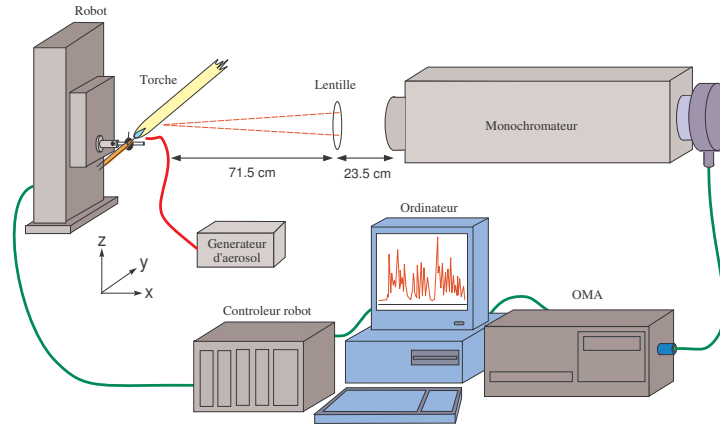 Robot
Torche
Lentille
Monochromateur
71.5 cm
23.5 cm
Ordinateur
Generateur
d'aerosol
z
y
x
Controleur robot
OMA